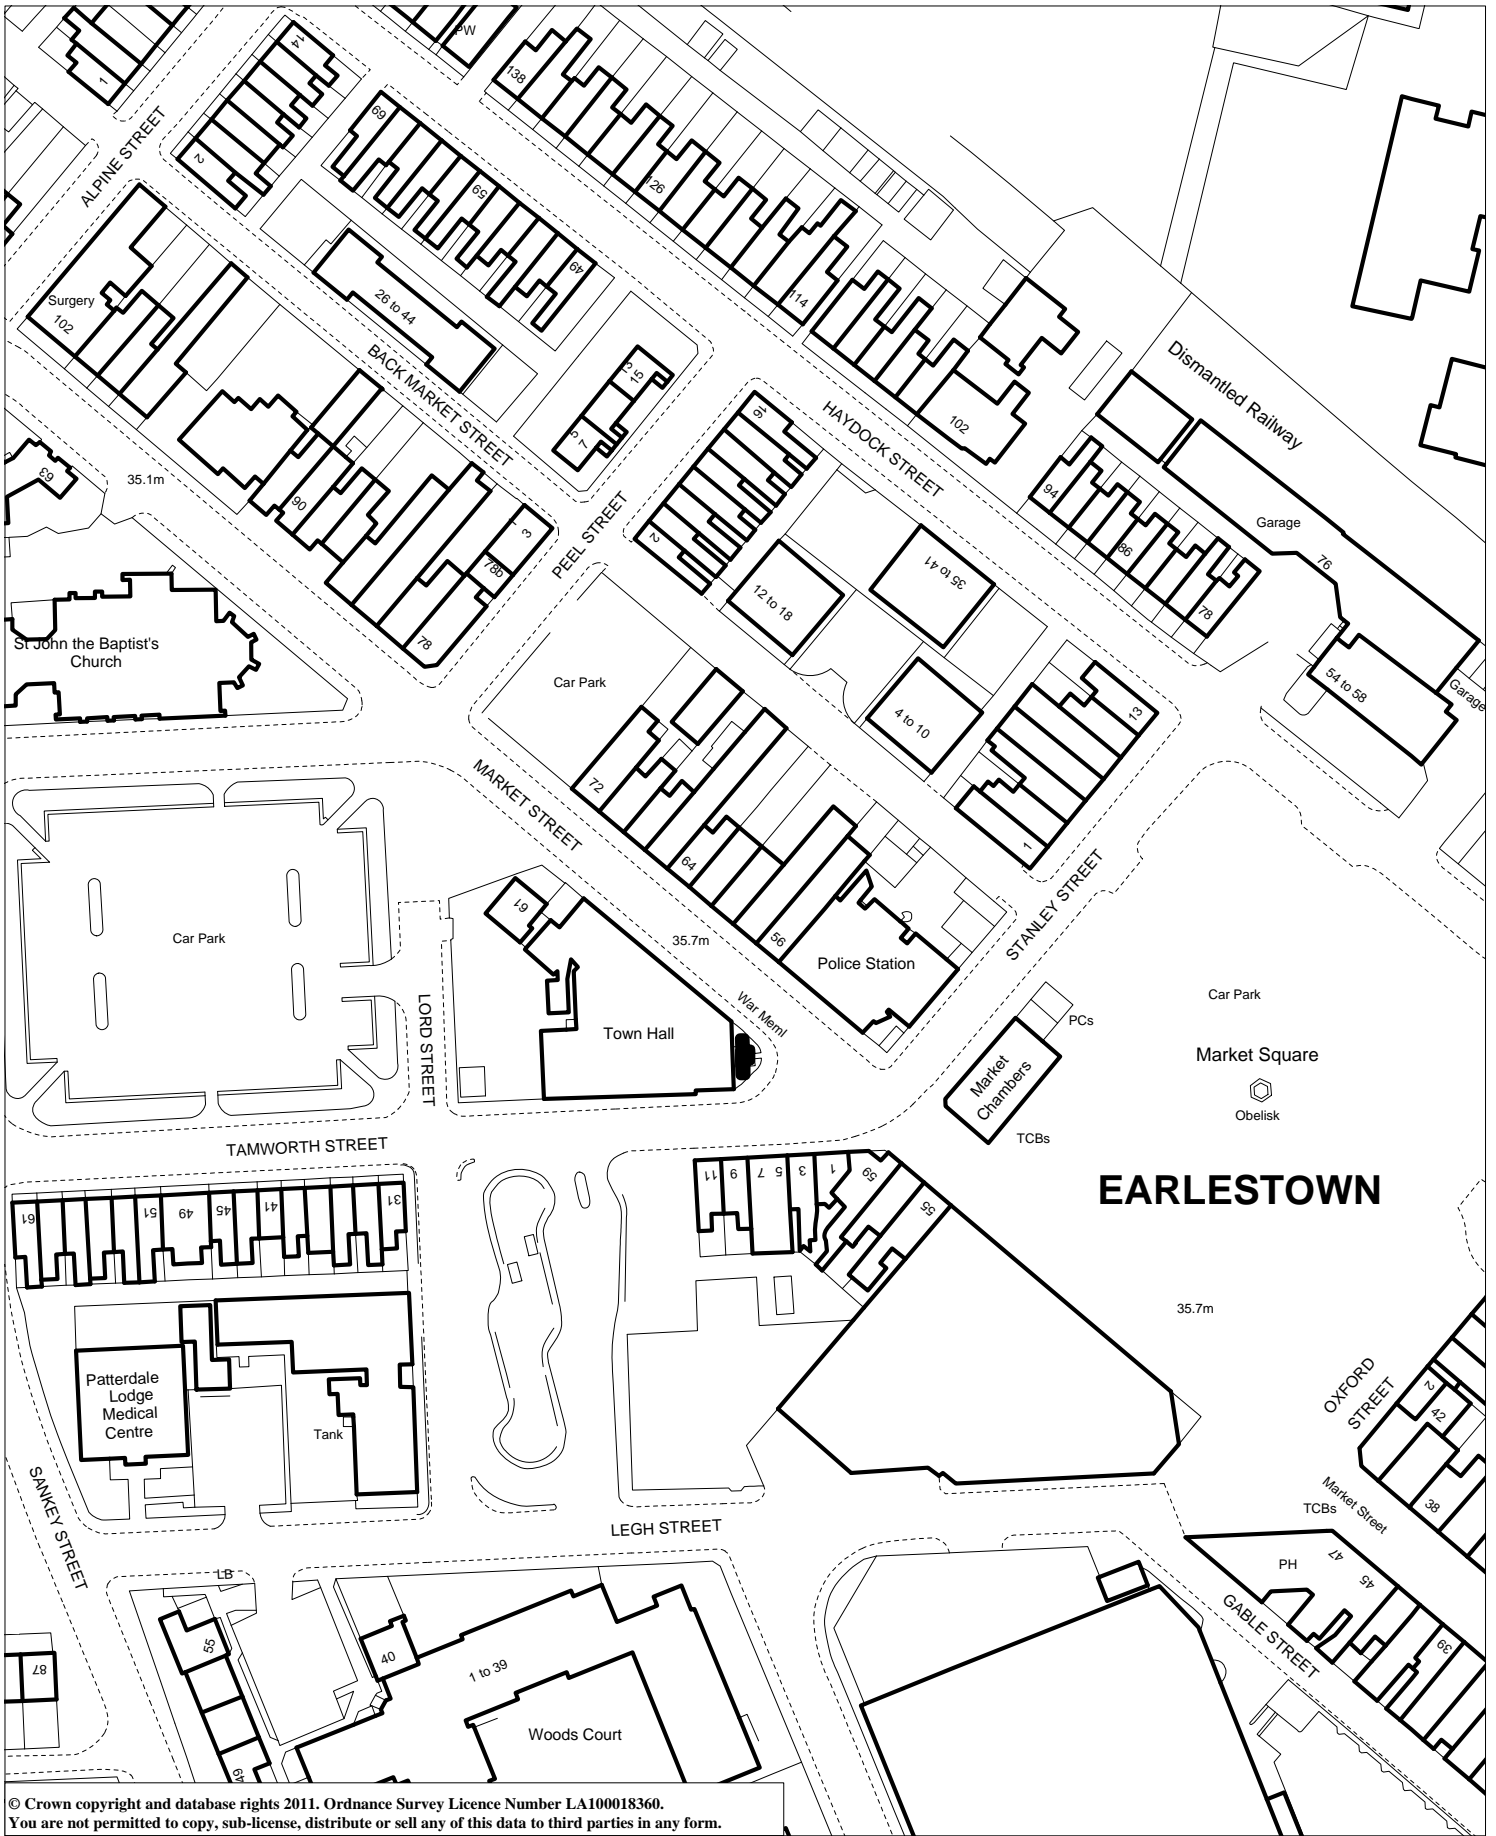 PW
14
1
138
69
ALPINE STREET
2
59
126
49
26 to 44
114
Surgery
102
BACK MARKET STREET
Dismantled Railway
15
5
7
16
HAYDOCK STREET
102
63
35.1m
90
94
Garage
3
78b
PEEL STREET
2
86
76
35 to 41
12 to 18
78
St John the Baptist's
Church
78
Car Park
54 to 58
Garage
13
4 to 10
MARKET STREET
72
64
1
STANLEY STREET
61
Car Park
35.7m
56
Police Station
War Meml
Car Park
LORD STREET
Town Hall
PCs
Market Square
Market
Chambers
Obelisk
TCBs
TAMWORTH STREET
EARLESTOWN
11
9
7
5
3
1
59
55
61
51
49
45
41
31
35.7m
Patterdale
Lodge
Medical
Centre
Tank
OXFORD
STREET
2
42
38
SANKEY STREET
Market Street
TCBs
LEGH STREET
47
PH
45
LB
GABLE STREET
39
55
40
1 to 39
87
Woods Court
49
© Crown copyright and database rights 2011. Ordnance Survey Licence Number LA100018360.
You are not permitted to copy, sub-license, distribute or sell any of this data to third parties in any form.